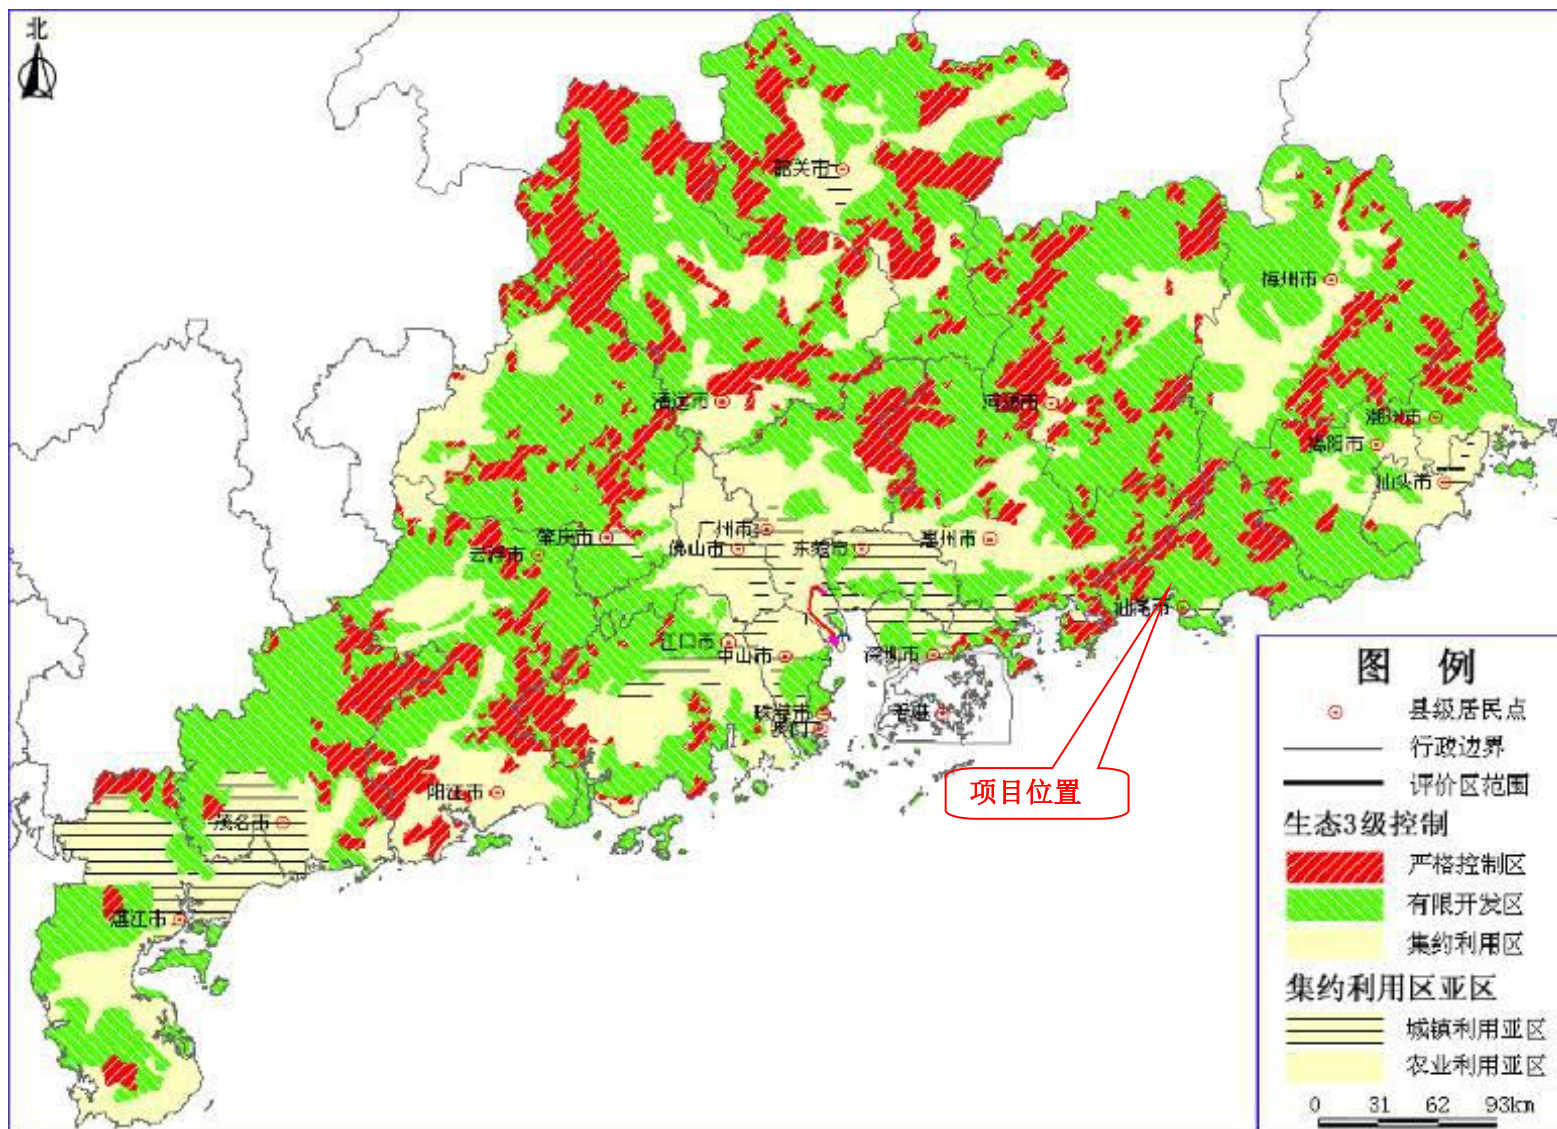 北
韶关市
梅州市
清远市
河源市
潮州市
揭阳市
汕头市
广州市
肇庆市
佛山市
东莞市
惠州市
云浮市
汕尾市
江门市
中山市
深圳市
珠海市
澳门
香港
项目位置
阳江市
茂名市
湛江市
图 例
县级居民点
行政边界
评价区范围
生态3级控制
严格控制区
有限开发区
集约利用区
集约利用区亚区
城镇利用亚区
农业利用亚区
0 31 62 93km